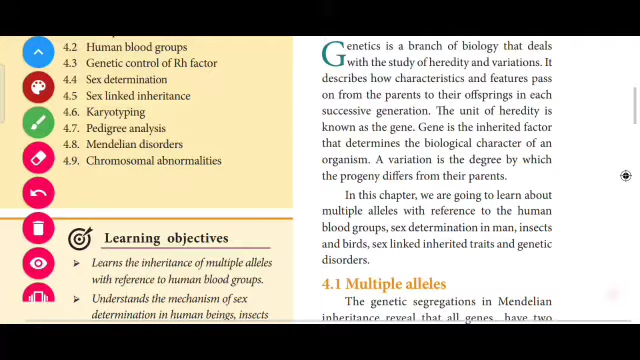 4.2 Human blood groups
4.3 Genetic control of Rh factor
4.4 Sex determination
4.5 Sex linked inheritance
4.6. Karyotyping
4.7. Pedigree analysis
4.8. Mendelian disorders
4.9. Chromosomal abnormalities
Learning objectives
➤ Learns the inheritance of multiple alleles
with reference to human blood groups.
➤ Understands the mechanism of sex
determination in human beings, insects
Genetics is a branch of biology that deals
with the study of heredity and variations. It
describes how characteristics and features pass
on from the parents to their offsprings in each
successive generation. The unit of heredity is
known as the gene. Gene is the inherited factor
that determines the biological character of an
organism. A variation is the degree by which
the progeny differs from their parents.
In this chapter, we are going to learn about
multiple alleles with reference to the human
blood groups, sex determination in man, insects
and birds, sex linked inherited traits and genetic
disorders.
4.1 Multiple alleles
The genetic segregations in Mendelian
inheritance reveal that all genes have two